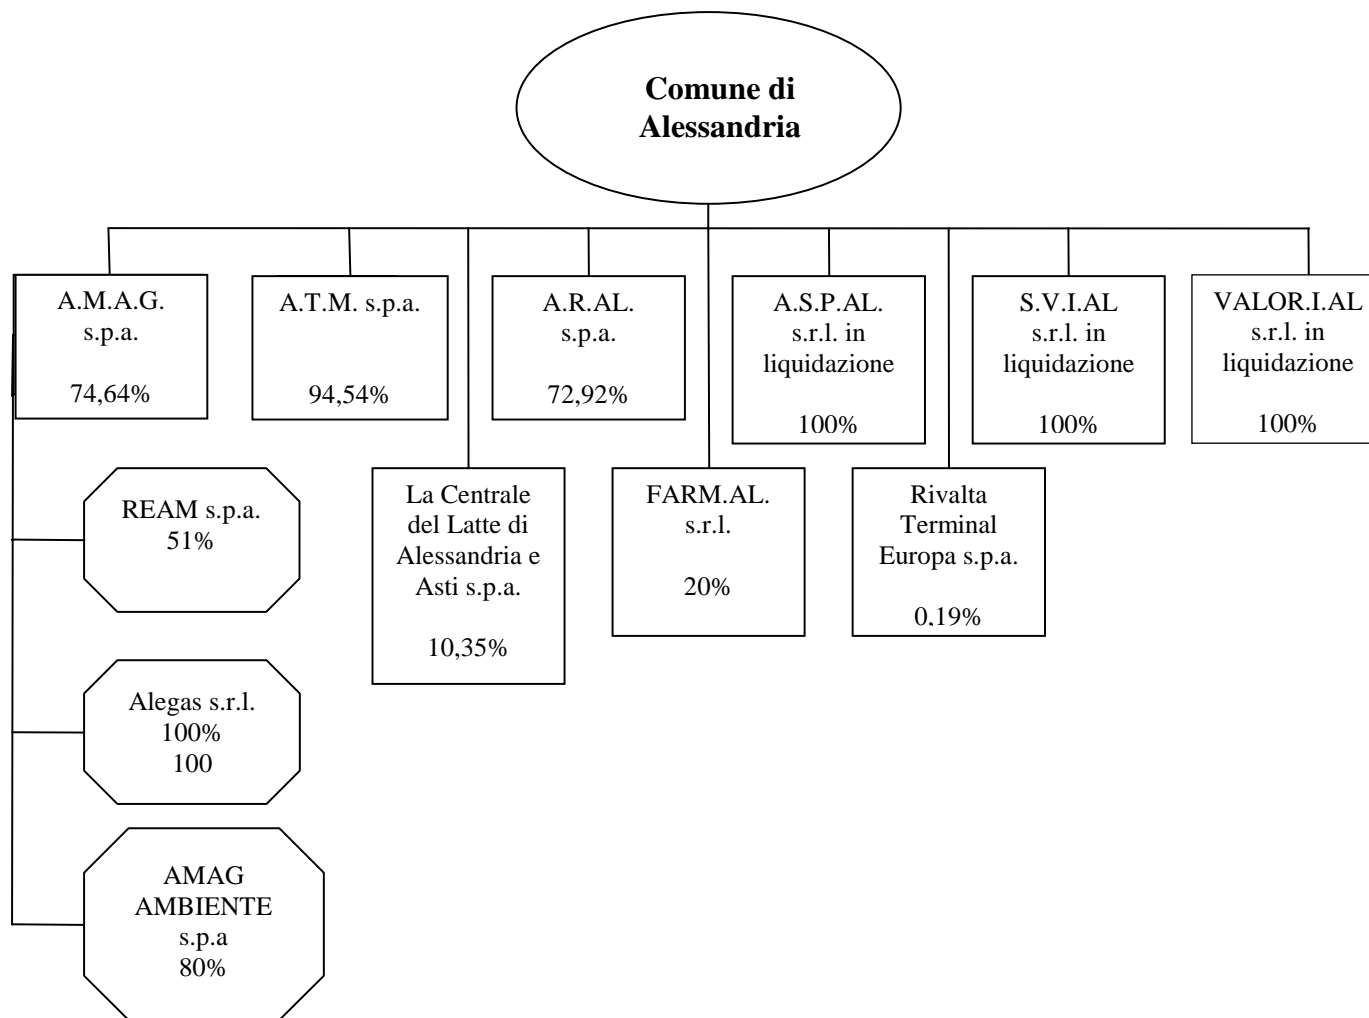 Comune di
Alessandria
A.M.A.G.
s.p.a.
74,64%
A.T.M. s.p.a.
94,54%
A.R.AL.
s.p.a.
72,92%
A.S.P.AL.
s.r.l. in
liquidazione
100%
S.V.I.AL
s.r.l. in
liquidazione
100%
VALOR.I.AL
s.r.l. in
liquidazione
100%
REAM s.p.a.
51%
La Centrale
del Latte di
Alessandria e
Asti s.p.a.
10,35%
FARM.AL.
s.r.l.
20%
Rivalta
Terminal
Europa s.p.a.
0,19%
Alegas s.r.l.
100%
100
AMAG
AMBIENTE
s.p.a
80%